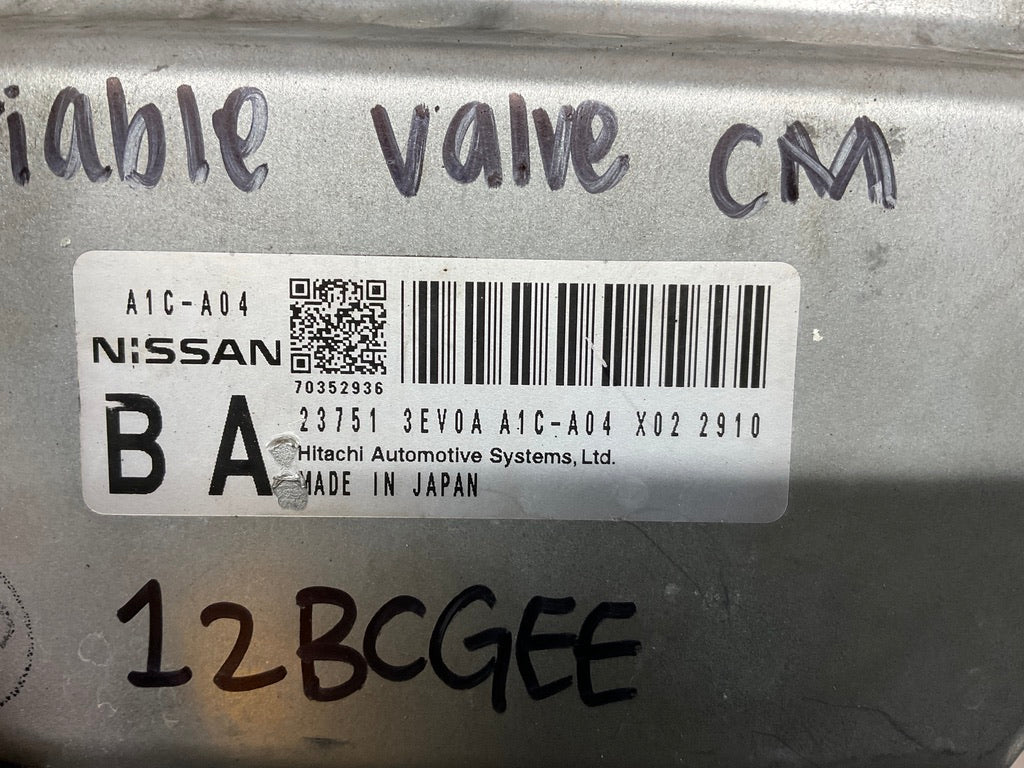 iable valve CM
A1C-A04
NISSAN
70352936
BA
23751 3EV0A A1C-A04 X02 2910
Hitachi Automotive Systems, Ltd.
MADE IN JAPAN
12BCGEE